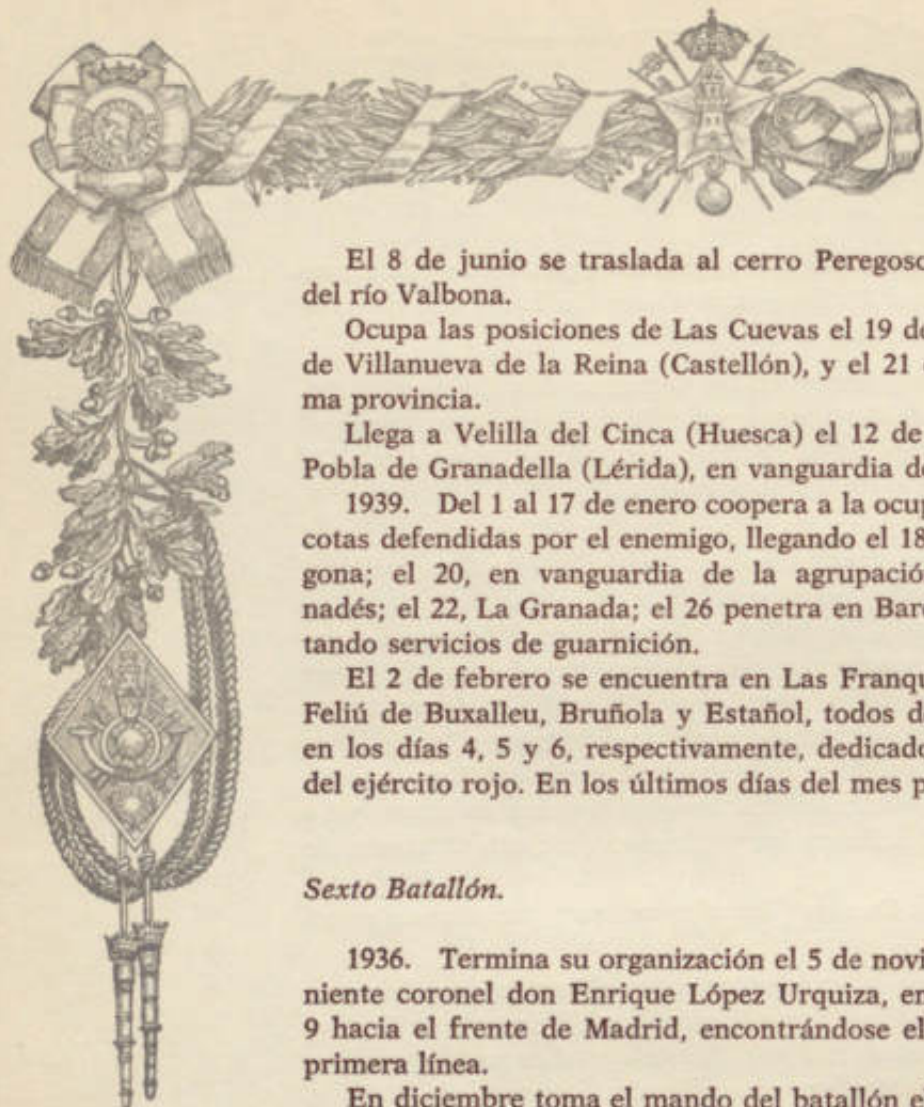 El 8 de junio se traslada al cerro Peregoso
del río Valbona.
Ocupa las posiciones de Las Cuevas el 19 de
de Villanueva de la Reina (Castellón), y el 21
ma provincia.
Llega a Velilla del Cinca (Huesca) el 12 de
Pobla de Granadella (Lérida), en vanguardia de
1939. Del 1 al 17 de enero coopera a la ocup
cotas defendidas por el enemigo, llegando el 18
gona; el 20, en vanguardia de la agrupació
nadés; el 22, La Granada; el 26 penetra en Bar
tando servicios de guarnición.
El 2 de febrero se encuentra en Las Franqu
Feliú de Buxalleu, Bruñola y Estañol, todos de
en los días 4, 5 y 6, respectivamente, dedicado
del ejército rojo. En los últimos días del mes p
Sexto Batallón.
1936. Termina su organización el 5 de novi
niente coronel don Enrique López Urquiza, en
9 hacia el frente de Madrid, encontrándose el
primera línea.
En diciembre toma el mando del batallón e